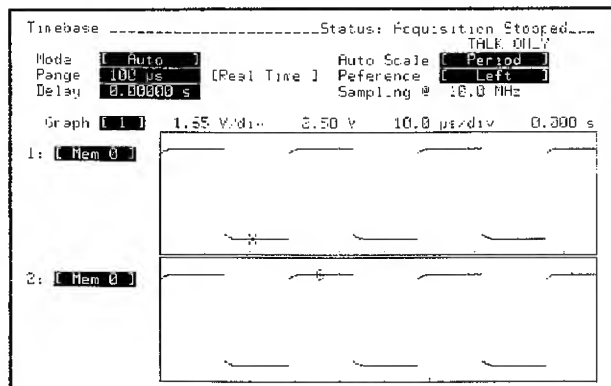 Timebase Status: Acquisition Stopped
TALK ONLY
Mode [ Auto ] Auto Scale [ Period ]
Range 100 µs [Real Time ] Reference [ Left ]
Delay 0.00000 s Sampling @ 10.0 MHz
Graph [ 1 ] 1.55 V/div 2.50 V 10.0 µs/div 0.000 s
1: [ Mem 0 ]
2: [ Mem 0 ]